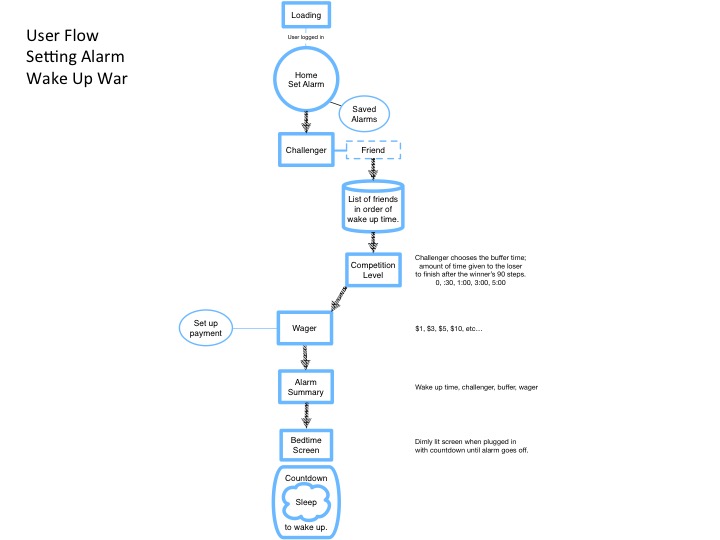 User Flow
Setting Alarm
Wake Up War
Loading
User logged in
Home
Set Alarm
Saved
Alarms
Challenger
Friend
List of friends
in order of
wake up time.
Competition
Level
Challenger chooses the buffer time;
amount of time given to the loser
to finish after the winner's 90 steps.
0, :30, 1:00, 3:00, 5:00
Set up
payment
Wager
$1, $3, $5, $10, etc…
Alarm
Summary
Wake up time, challenger, buffer, wager
Bedtime
Screen
Dimly lit screen when plugged in
with countdown until alarm goes off.
Countdown
Sleep
to wake up.